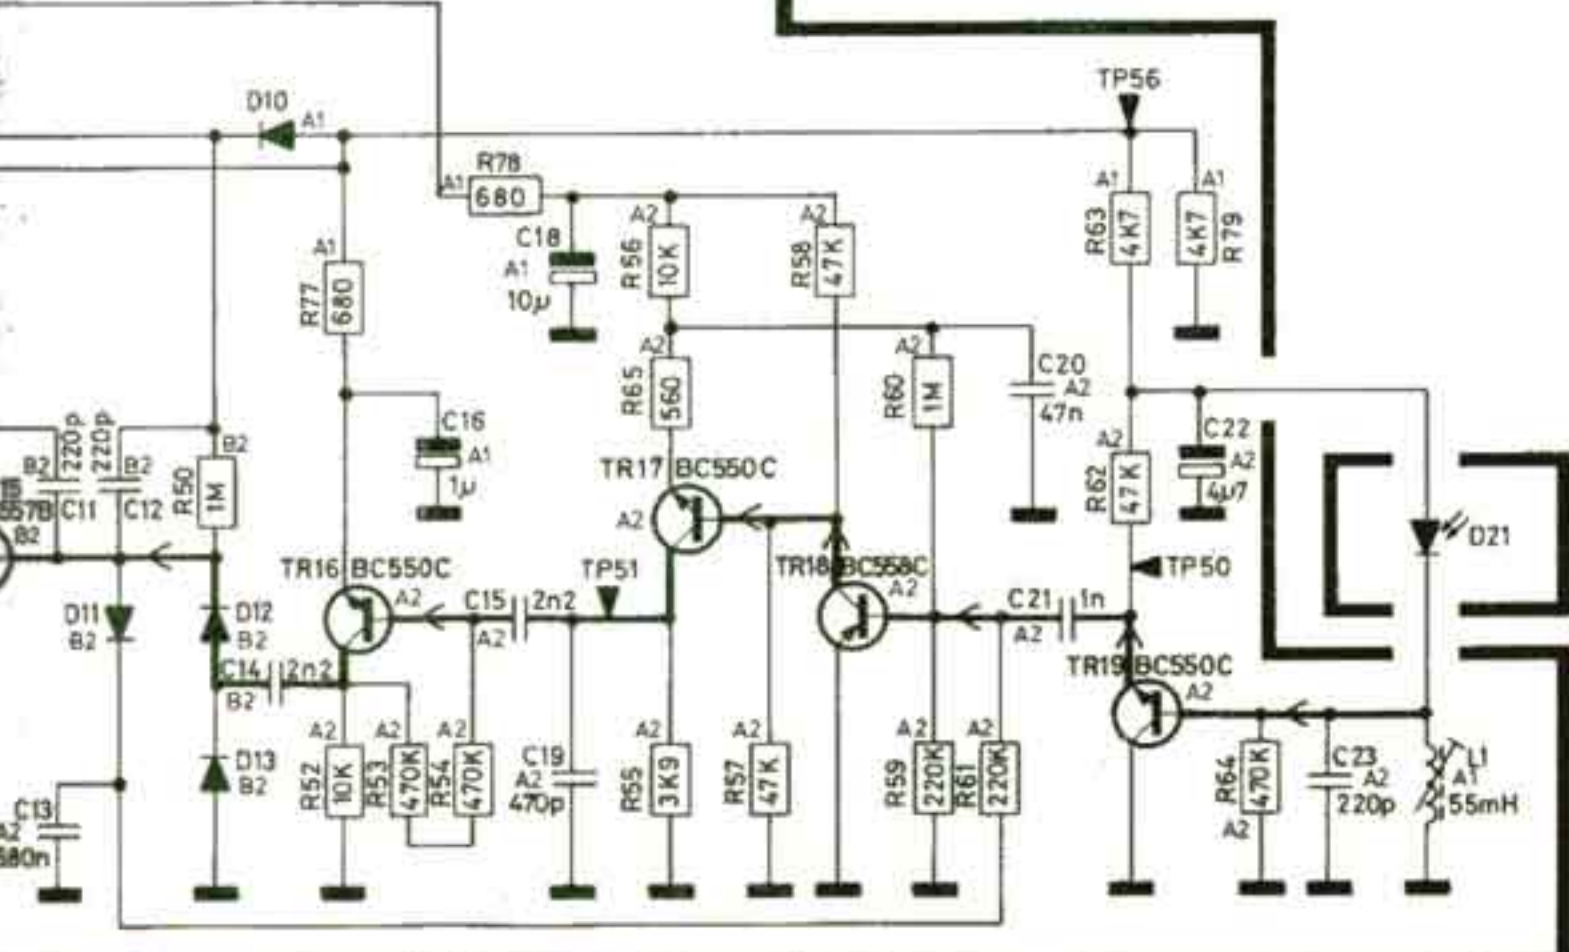 TP56
D10
A1
R78
A1
680
A2
C18
A1
10µ
R56
10K
A2
R58
47K
A1
R63
4K7
A1
4K7
R79
A1
R77
680
A2
R65
560
A2
R60
1M
C20
A2
47n
C16
A1
1µ
C22
A2
4µ7
A2
R62
47K
220p
220p
B2
B2
B2
R50
1M
557B
C11
C12
B2
TR17
BC550C
A2
D21
TR16
BC550C
A2
TP51
TR18
BC558C
A2
TP50
C15
2n2
A2
C21
1n
A2
D11
B2
D12
B2
C14
2n2
B2
TR19
BC550C
A2
D13
B2
A2
R52
10K
R53
470K
A2
R54
470K
C19
A2
470p
A2
R55
3K9
A2
R57
47K
A2
R59
220K
A2
R61
220K
R64
470K
A2
C23
A2
220p
L1
A1
55mH
C13
A2
680n